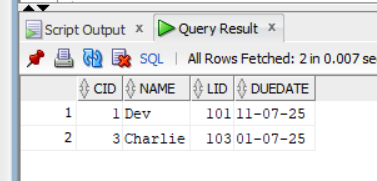 Script Output x Query Result x
SQL | All Rows Fetched: 2 in 0.007 se
CID NAME LID DUEDATE
1 1 Dev 101 11-07-25
2 3 Charlie 103 01-07-25